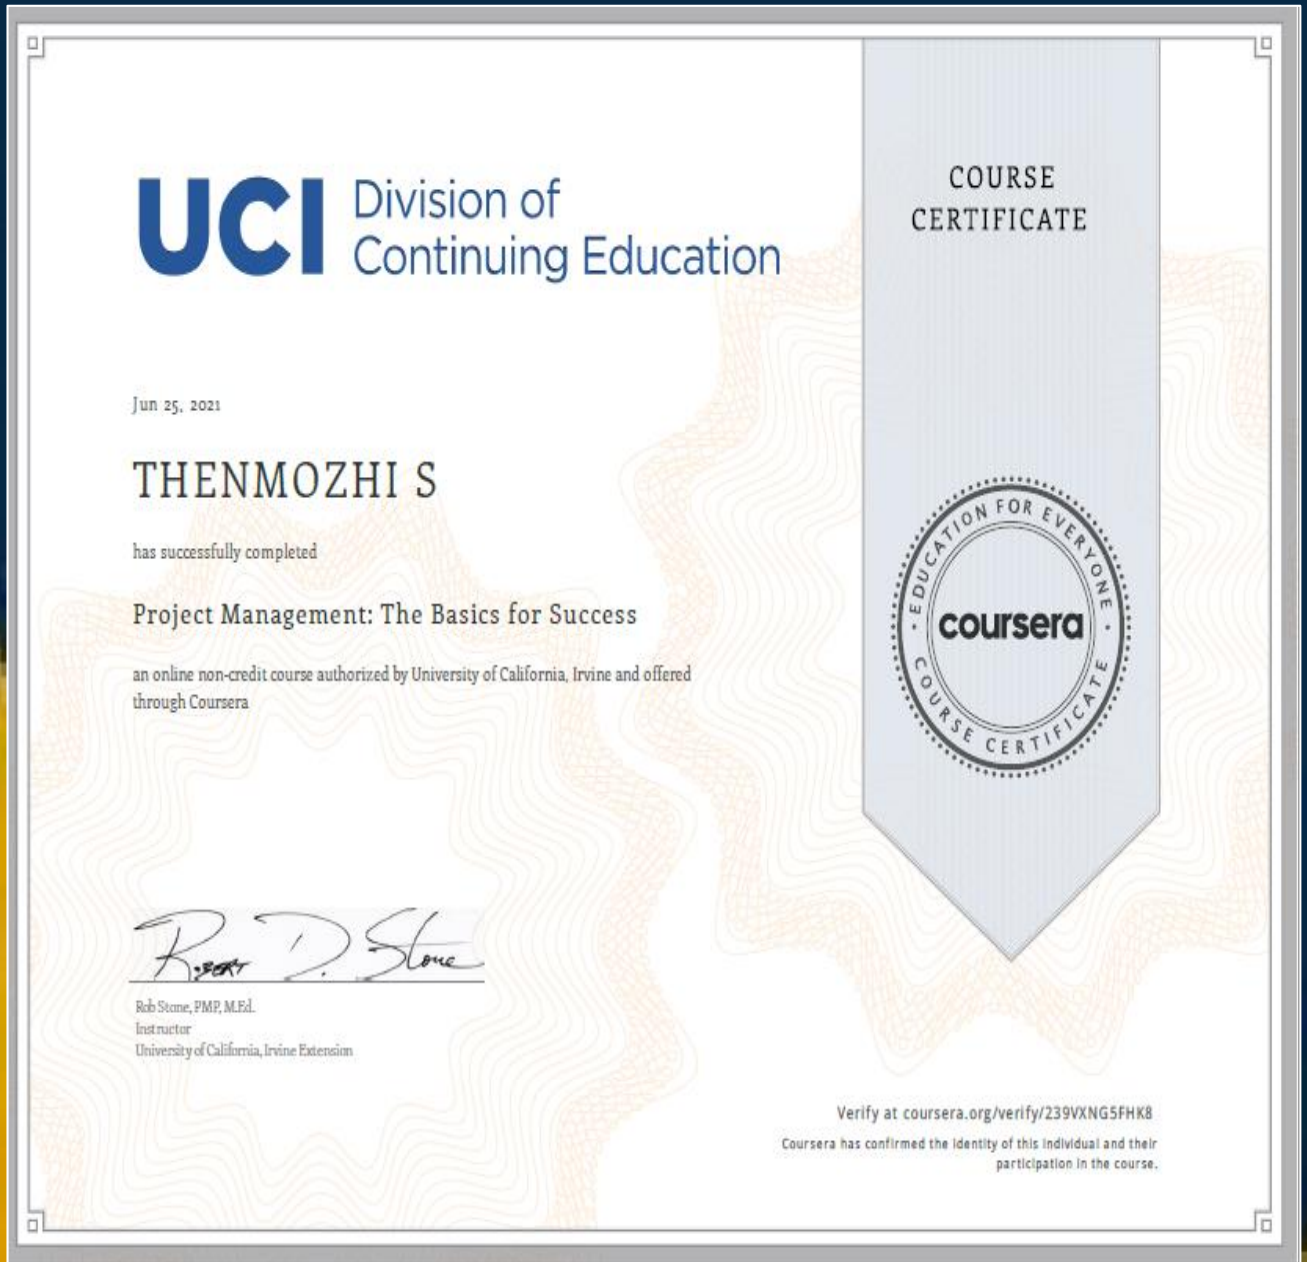 UCI Division of
Continuing Education
COURSE
CERTIFICATE
Jun 25, 2021
THENMOZHI S
has successfully completed
Project Management: The Basics for Success
an online non-credit course authorized by University of California, Irvine and offered
through Coursera
EDUCATION FOR EVERYONE
coursera
COURSE CERTIFICATE
Robert D. Stone
Rob Stone, PMP, M.Ed.
Instructor
University of California, Irvine Extension
Verify at coursera.org/verify/239VXNG5FHK8
Coursera has confirmed the identity of this individual and their
participation in the course.